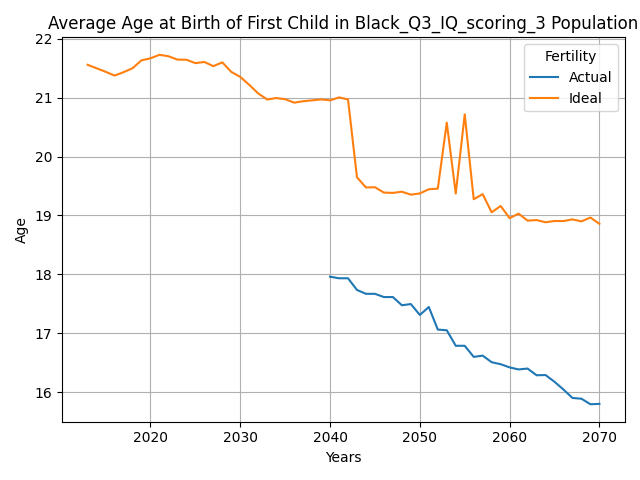 Average Age at Birth of First Child in Black_Q3_IQ_scoring_3 Population
Fertility
Actual
Ideal
22
21
20
19
18
17
16
Age
2020
2030
2040
2050
2060
2070
Years